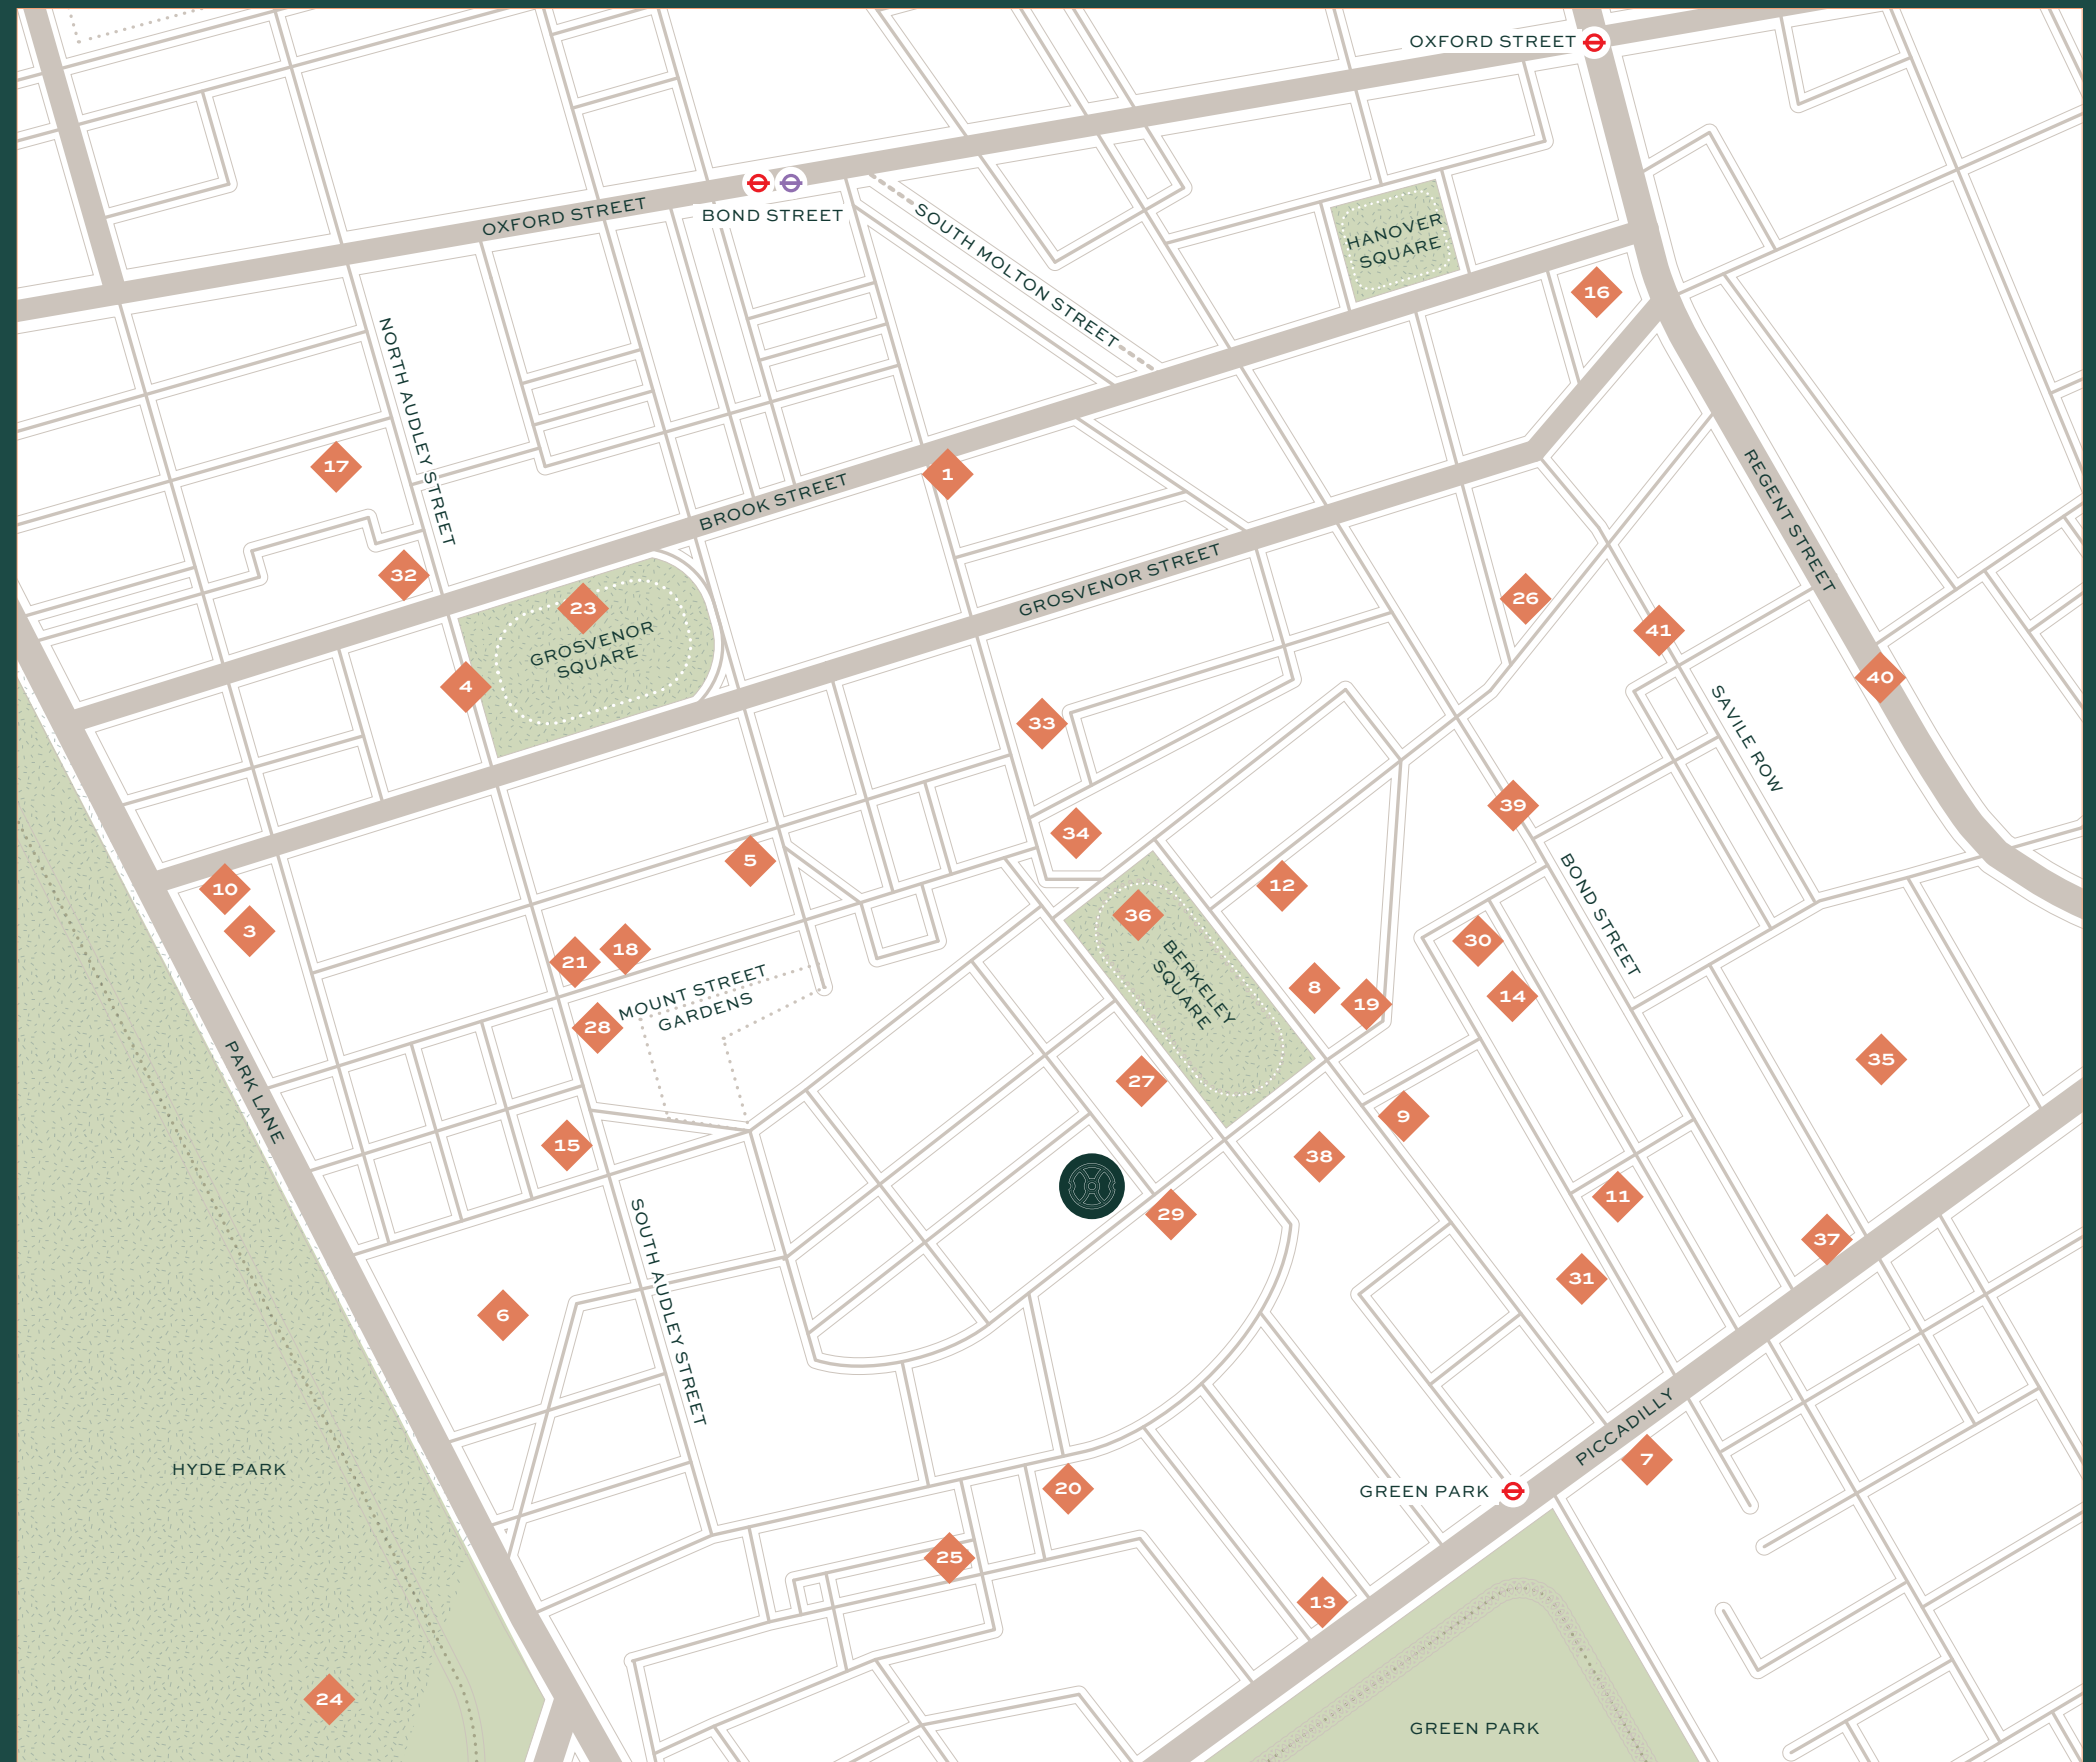 OXFORD STREET
OXFORD STREET
BOND STREET
SOUTH MOLTON STREET
HANOVER
SQUARE
16
NORTH AUDLEY STREET
17
1
BROOK STREET
REGENT STREET
32
23
GROSVENOR
SQUARE
GROSVENOR STREET
26
41
4
40
33
SAVILE ROW
39
34
5
10
12
3
BOND STREET
36
BERKELEY
SQUARE
30
21
18
8
19
14
MOUNT STREET
GARDENS
28
35
PARK LANE
27
9
15
38
11
29
SOUTH AUDLEY STREET
37
31
6
PICCADILLY
7
HYDE PARK
20
GREEN PARK
25
13
24
GREEN PARK